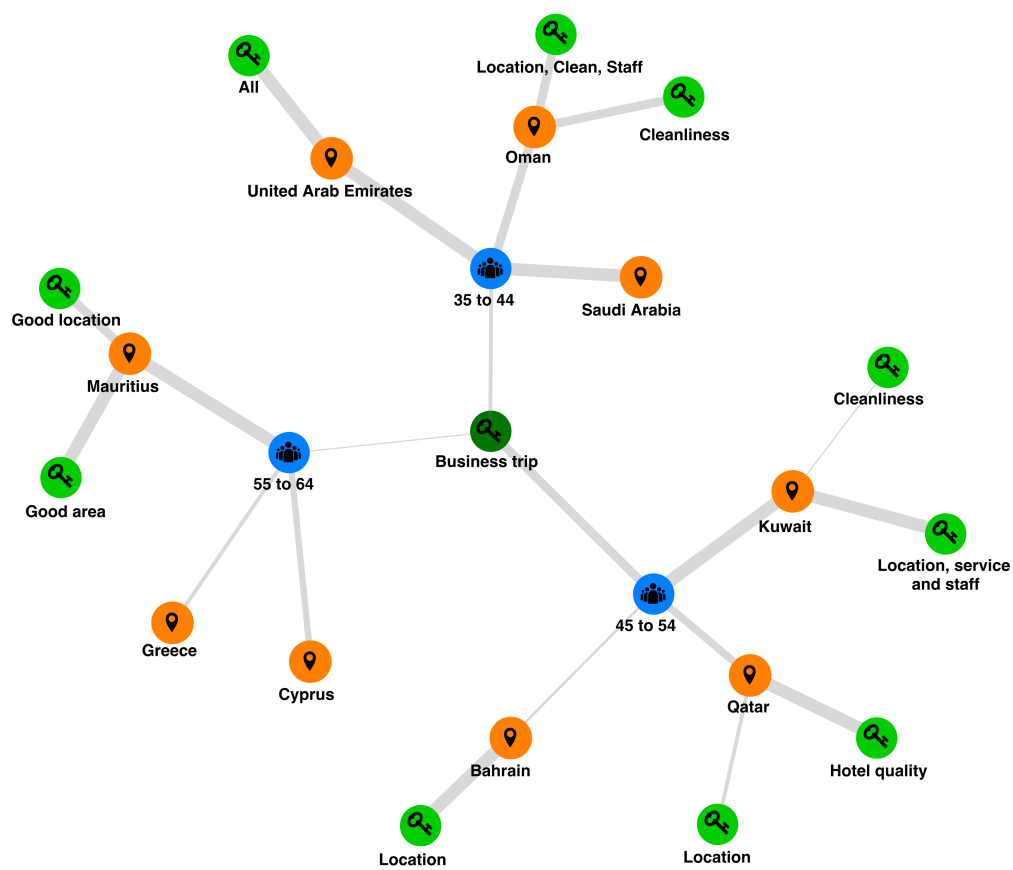 All
Location, Clean, Staff
Cleanliness
Oman
United Arab Emirates
35 to 44
Saudi Arabia
Good location
Mauritius
Cleanliness
Business trip
55 to 64
Good area
Kuwait
Location, service
and staff
45 to 54
Greece
Cyprus
Qatar
Bahrain
Hotel quality
Location
Location